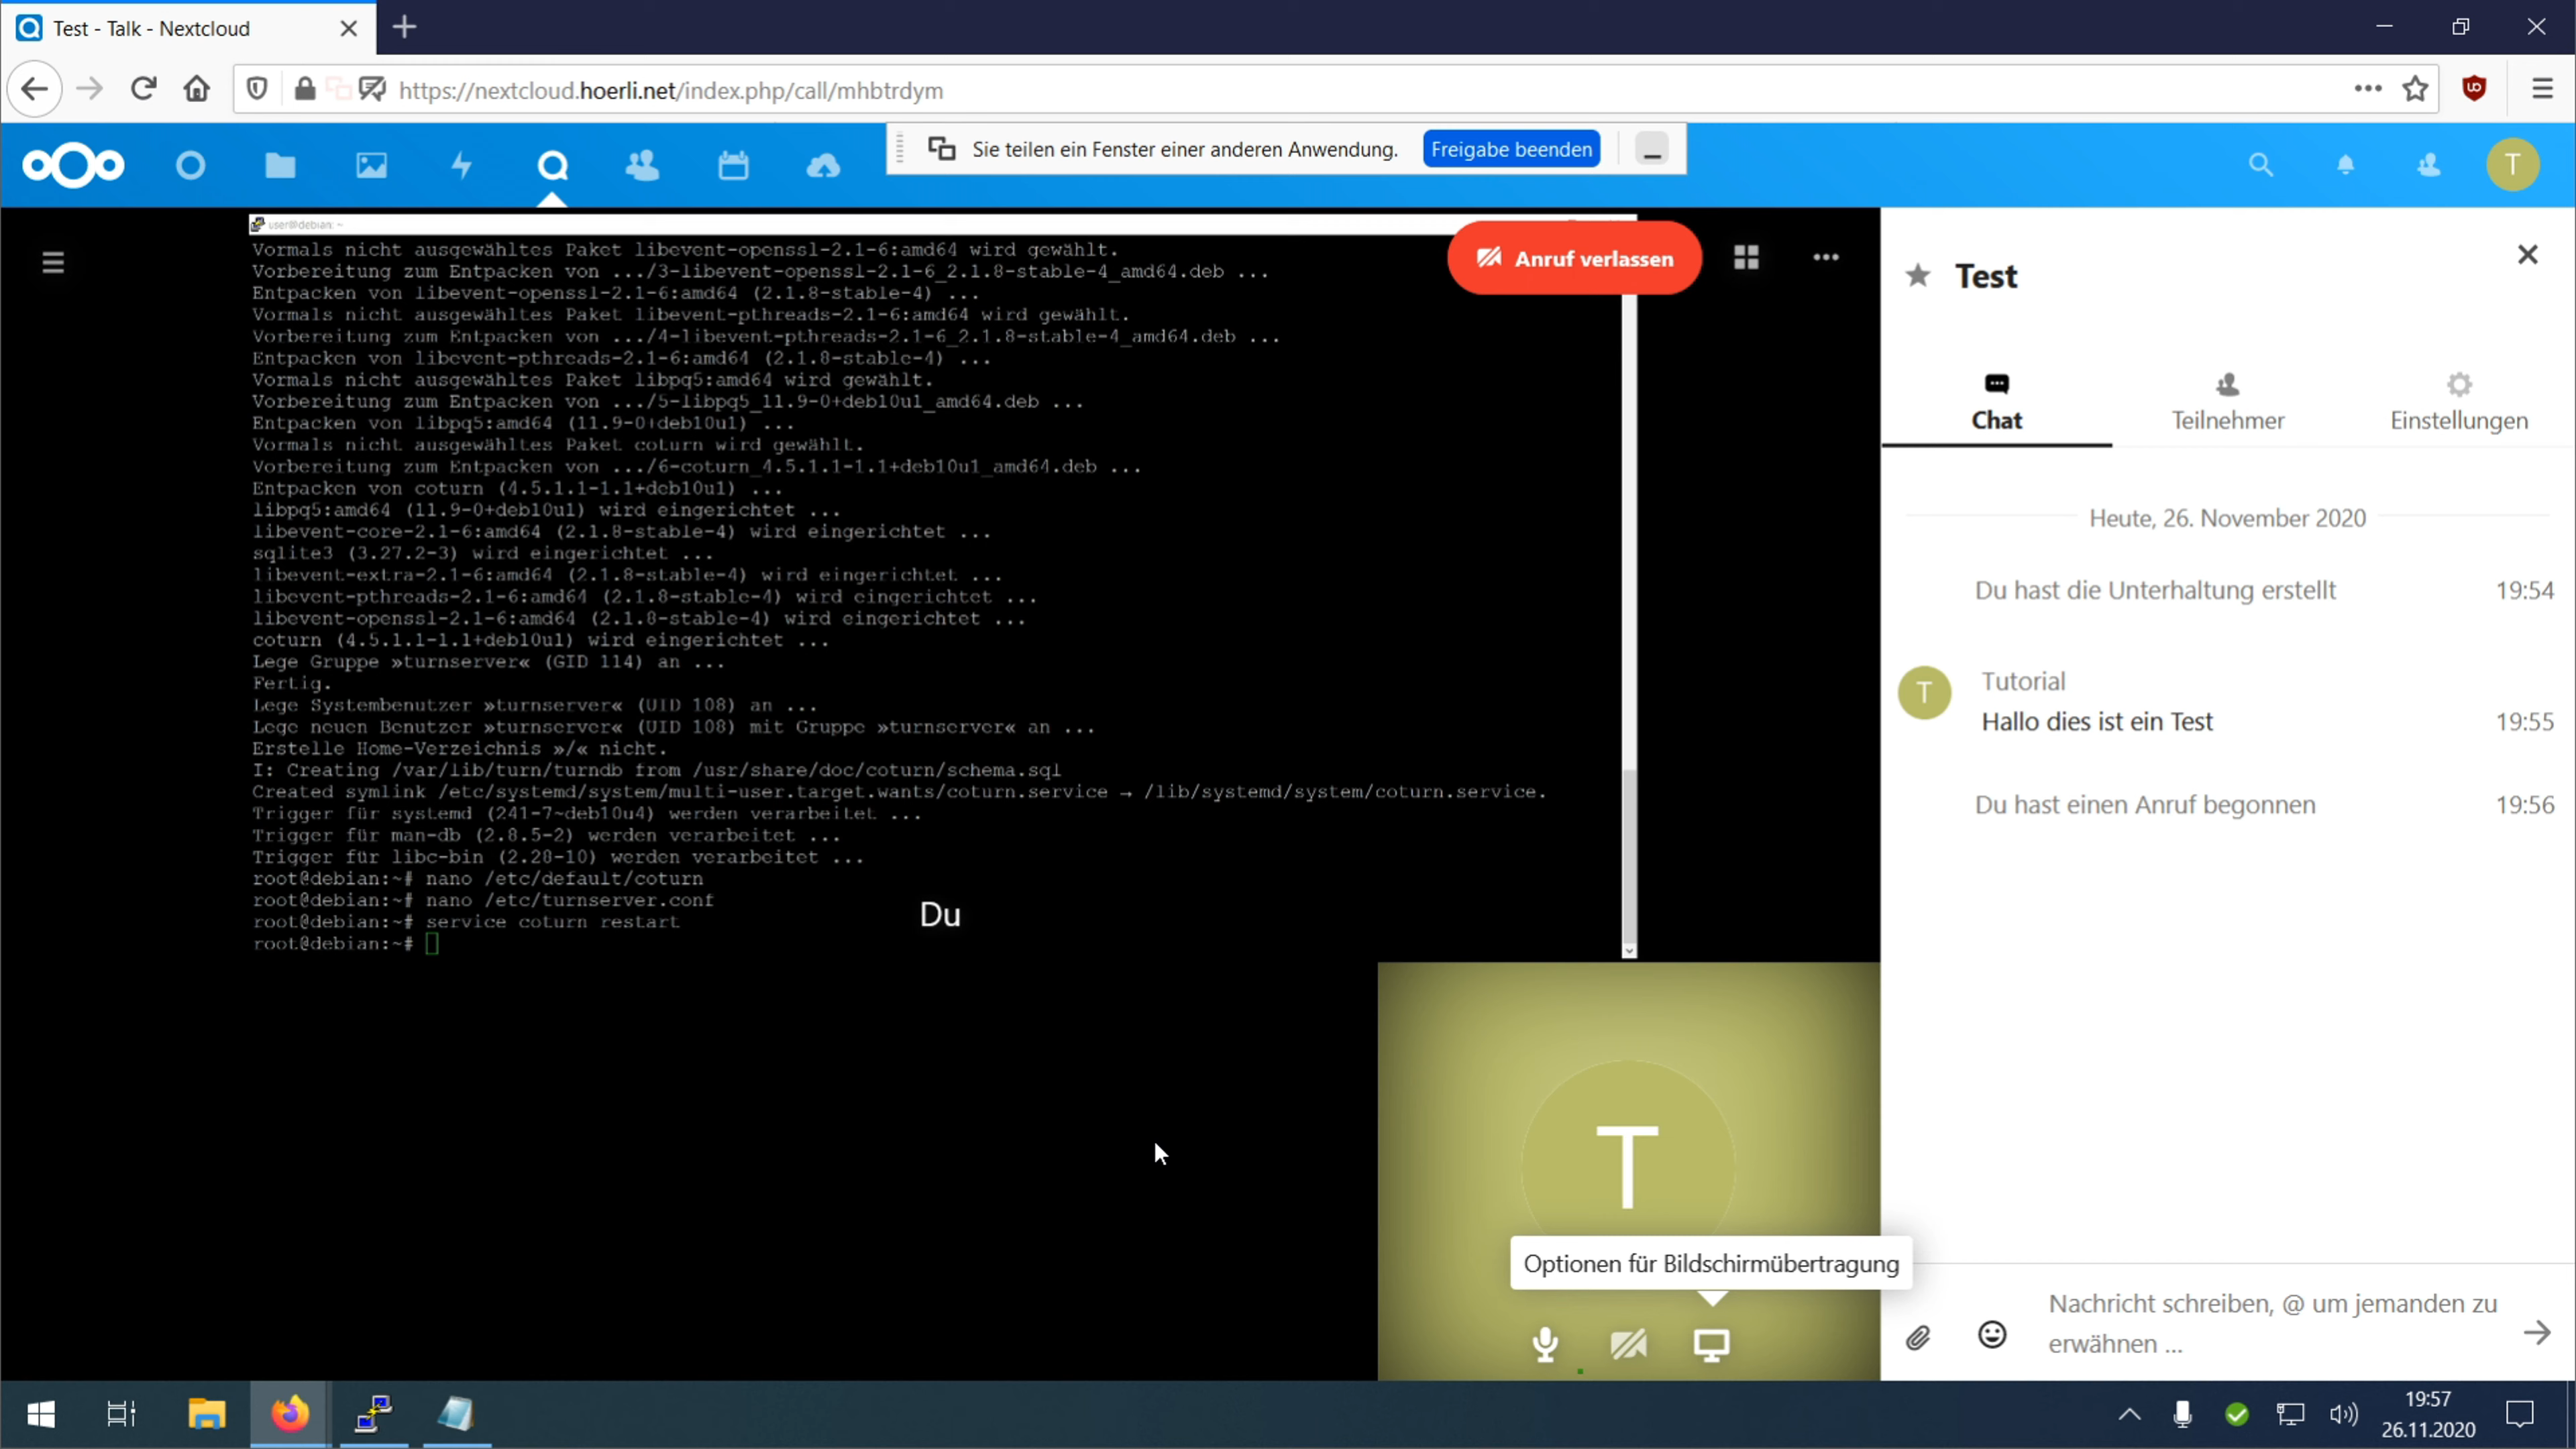 Test - Talk - Nextcloud
https://nextcloud.hoerli.net/index.php/call/mhbtrdym
Sie teilen ein Fenster einer anderen Anwendung.
Freigabe beenden
T
user@debian: ~
Vormals nicht ausgewähltes Paket libevent-openssl-2.1-6:amd64 wird gewählt.
Vorbereitung zum Entpacken von .../3-libevent-openssl-2.1-6_2.1.8-stable-4_amd64.deb ...
Entpacken von libevent-openssl-2.1-6:amd64 (2.1.8-stable-4) ...
Vormals nicht ausgewähltes Paket libevent-pthreads-2.1-6:amd64 wird gewählt.
Vorbereitung zum Entpacken von .../4-libevent-pthreads-2.1-6_2.1.8-stable-4_amd64.deb ...
Entpacken von libevent-pthreads-2.1-6:amd64 (2.1.8-stable-4) ...
Vormals nicht ausgewähltes Paket libpq5:amd64 wird gewählt.
Vorbereitung zum Entpacken von .../5-libpq5_11.9-0+deb10u1_amd64.deb ...
Entpacken von libpq5:amd64 (11.9-0+deb10u1) ...
Vormals nicht ausgewähltes Paket coturn wird gewählt.
Vorbereitung zum Entpacken von .../6-coturn_4.5.1.1-1.1+deb10u1_amd64.deb ...
Entpacken von coturn (4.5.1.1-1.1+deb10u1) ...
libpq5:amd64 (11.9-0+deb10u1) wird eingerichtet ...
libevent-core-2.1-6:amd64 (2.1.8-stable-4) wird eingerichtet ...
sqlite3 (3.27.2-3) wird eingerichtet ...
libevent-extra-2.1-6:amd64 (2.1.8-stable-4) wird eingerichtet ...
libevent-pthreads-2.1-6:amd64 (2.1.8-stable-4) wird eingerichtet ...
libevent-openssl-2.1-6:amd64 (2.1.8-stable-4) wird eingerichtet ...
coturn (4.5.1.1-1.1+deb10u1) wird eingerichtet ...
Lege Gruppe »turnserver« (GID 114) an ...
Fertig.
Lege Systembenutzer »turnserver« (UID 108) an ...
Lege neuen Benutzer »turnserver« (UID 108) mit Gruppe »turnserver« an ...
Erstelle Home-Verzeichnis »/« nicht.
I: Creating /var/lib/turn/turndb from /usr/share/doc/coturn/schema.sql
Created symlink /etc/systemd/system/multi-user.target.wants/coturn.service → /lib/systemd/system/coturn.service.
Trigger für systemd (241-7~deb10u4) werden verarbeitet ...
Trigger für man-db (2.8.5-2) werden verarbeitet ...
Trigger für libc-bin (2.28-10) werden verarbeitet ...
root@debian:~# nano /etc/default/coturn
root@debian:~# nano /etc/turnserver.conf
root@debian:~# service coturn restart
root@debian:~#
Du
Anruf verlassen
T
Optionen für Bildschirmübertragung
Test
Chat
Teilnehmer
Einstellungen
Heute, 26. November 2020
Du hast die Unterhaltung erstellt 19:54
T
Tutorial
Hallo dies ist ein Test 19:55
Du hast einen Anruf begonnen 19:56
Nachricht schreiben, @ um jemanden zu
erwähnen ...
19:57
26.11.2020